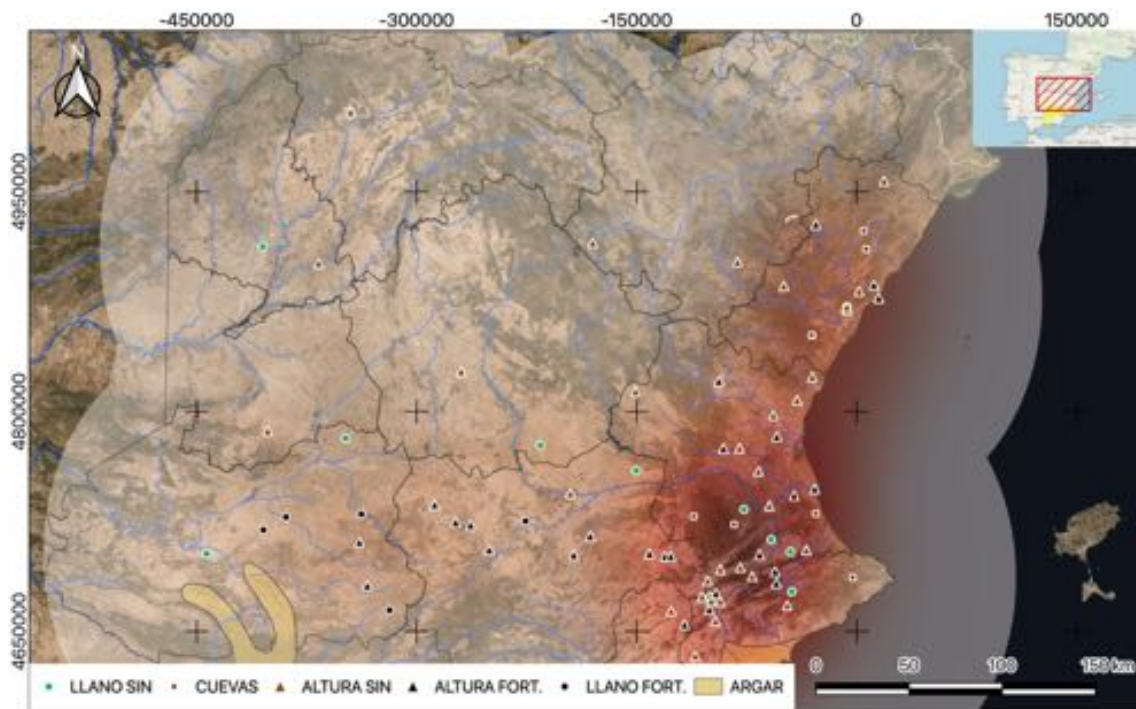 -450000 -300000 -150000 0 150000
N
4950000
4800000
4650000
0 50 100 150 km
LLANO SIN CUEVAS ALTURA SIN ALTURA FORT. LLANO FORT. ARGAR